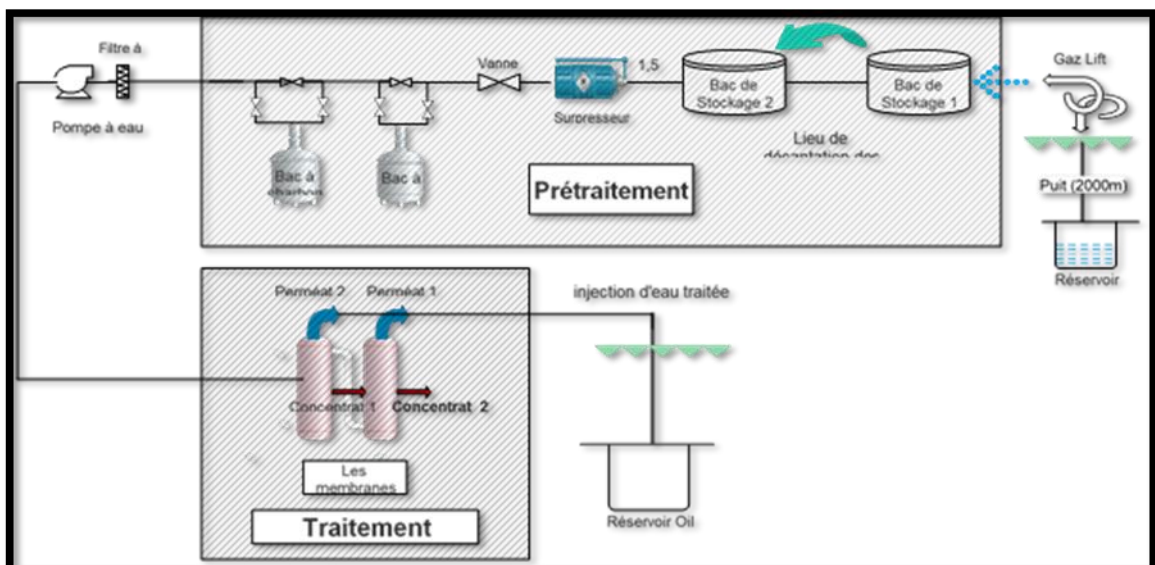 Filtre à
Pompe à eau
Vanne
1,5
Surpresseur
Bac de
Stockage 2
Bac de
Stockage 1
Gaz Lift
Lieu de
décantation des
Bac à
charbon
Bac à
Prétraitement
Puit (2000m)
Réservoir
Perméat 2
Perméat 1
injection d'eau traitée
Concentrat 1
Concentrat 2
Les
membranes
Traitement
Réservoir Oil